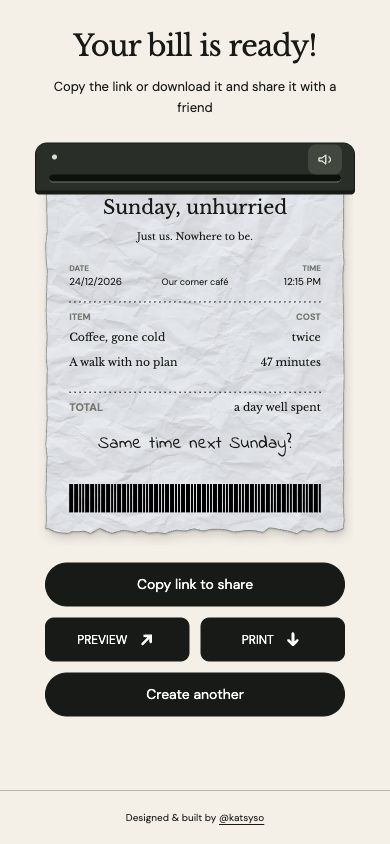 Your bill is ready!
Copy the link or download it and share it with a
friend
Sunday, unhurried
Just us. Nowhere to be.
DATE TIME
24/12/2026 Our corner café 12:15 PM
ITEM COST
Coffee, gone cold twice
A walk with no plan 47 minutes
TOTAL a day well spent
Same time next Sunday?
Copy link to share
PREVIEW PRINT
Create another
Designed & built by @katsyso